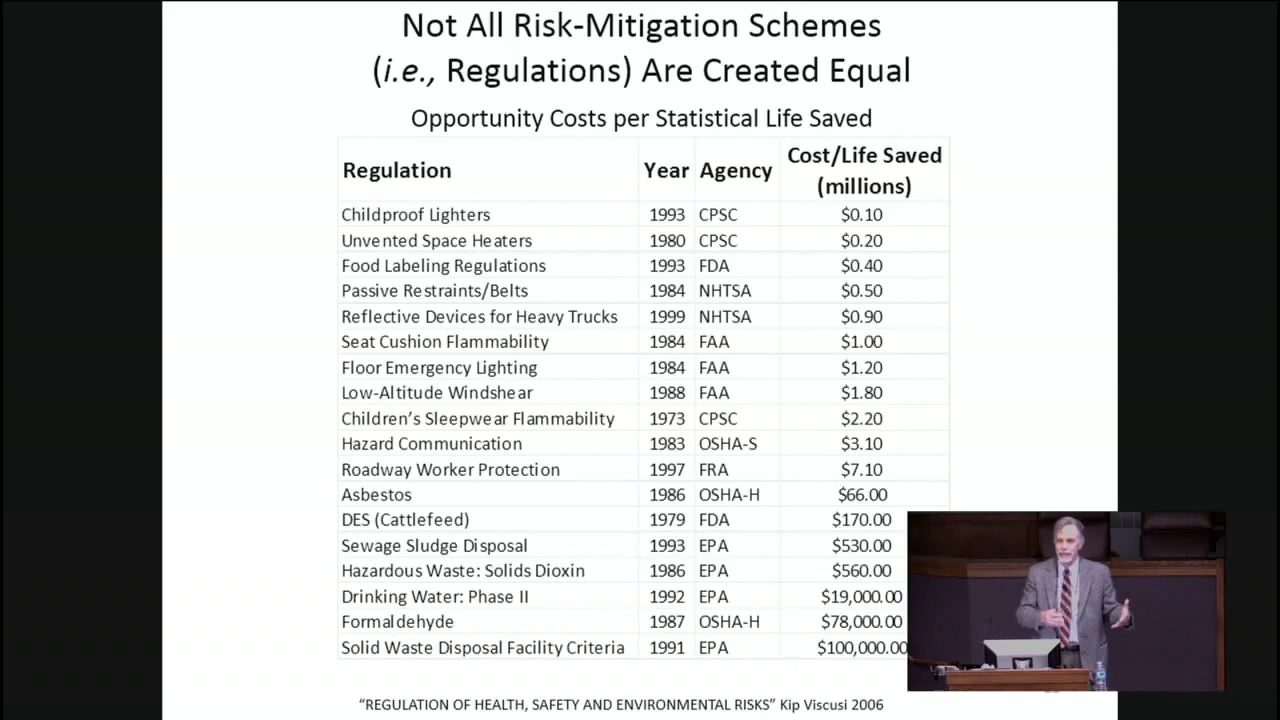 Not All Risk-Mitigation Schemes
(i.e., Regulations) Are Created Equal
Opportunity Costs per Statistical Life Saved
Regulation Year Agency Cost/Life Saved (millions)
Childproof Lighters 1993 CPSC $0.10
Unvented Space Heaters 1980 CPSC $0.20
Food Labeling Regulations 1993 FDA $0.40
Passive Restraints/Belts 1984 NHTSA $0.50
Reflective Devices for Heavy Trucks 1999 NHTSA $0.90
Seat Cushion Flammability 1984 FAA $1.00
Floor Emergency Lighting 1984 FAA $1.20
Low-Altitude Windshear 1988 FAA $1.80
Children's Sleepwear Flammability 1973 CPSC $2.20
Hazard Communication 1983 OSHA-S $3.10
Roadway Worker Protection 1997 FRA $7.10
Asbestos 1986 OSHA-H $66.00
DES (Cattlefeed) 1979 FDA $170.00
Sewage Sludge Disposal 1993 EPA $530.00
Hazardous Waste: Solids Dioxin 1986 EPA $560.00
Drinking Water: Phase II 1992 EPA $19,000.00
Formaldehyde 1987 OSHA-H $78,000.00
Solid Waste Disposal Facility Criteria 1991 EPA $100,000.00
"REGULATION OF HEALTH, SAFETY AND ENVIRONMENTAL RISKS" Kip Viscusi 2006